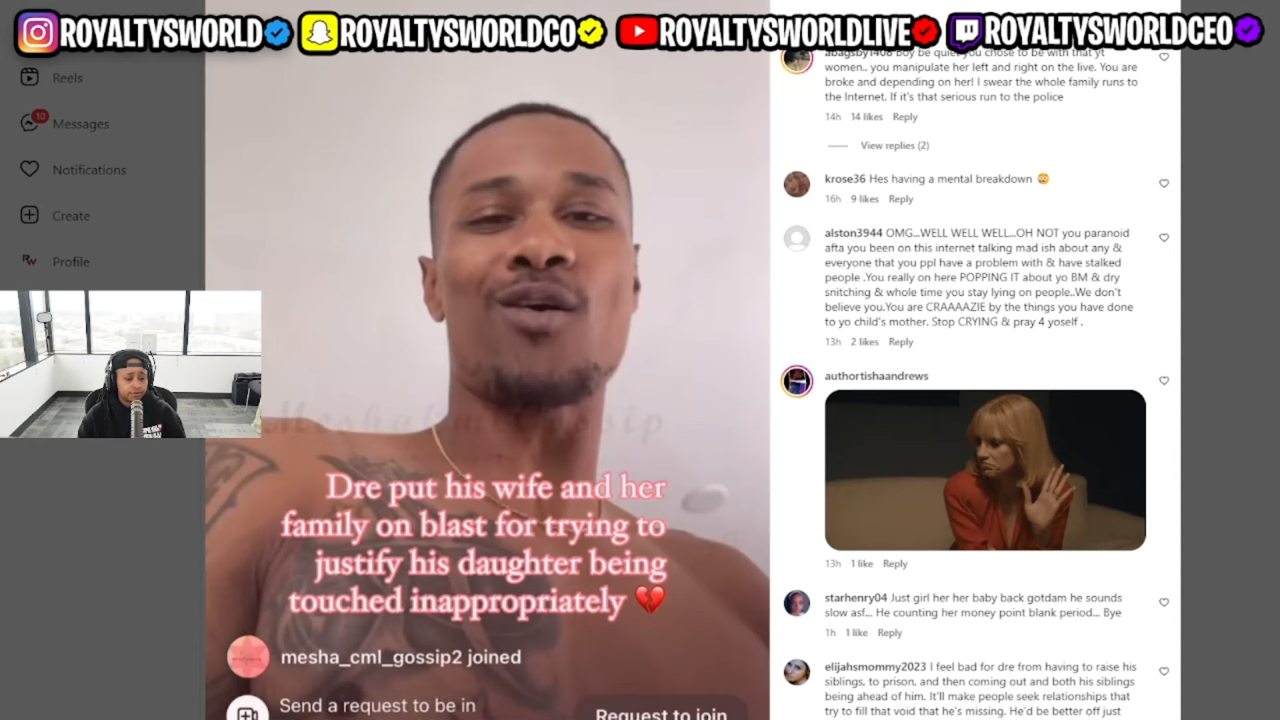 ROYALTYSWORLD
ROYALTYSWORLDCO
ROYALTYSWORLDLIVE
ROYALTYSWORLDCEO
Reels
10
Messages
Notifications
Create
Profile
Dre put his wife and her
family on blast for trying to
justify his daughter being
touched inappropriately 💔
mesha_cml_gossip2 joined
Send a request to be in
Request to join
abagsby1406 Boy be quiet you chose to be with that yt
women.. you manipulate her left and right on the live. You are
broke and depending on her! I swear the whole family runs to
the Internet. If it's that serious run to the police
14h 14 likes Reply
View replies (2)
krose36 Hes having a mental breakdown
16h 9 likes Reply
alston3944 OMG...WELL WELL WELL...OH NOT you paranoid
afta you been on this internet talking mad ish about any &
everyone that you ppl have a problem with & have stalked
people .You really on here POPPING IT about yo BM & dry
snitching & whole time you stay lying on people..We don't
believe you.You are CRAAAAZIE by the things you have done
to yo child's mother. Stop CRYING & pray 4 yoself .
13h 2 likes Reply
authortishaandrews
13h 1 like Reply
starhenry04 Just girl her her baby back gotdam he sounds
slow asf... He counting her money point blank period... Bye
1h 1 like Reply
elijahsmommy2023 I feel bad for dre from having to raise his
siblings, to prison, and then coming out and both his siblings
being ahead of him. It'll make people seek relationships that
try to fill that void that he's missing. He'd be better off just